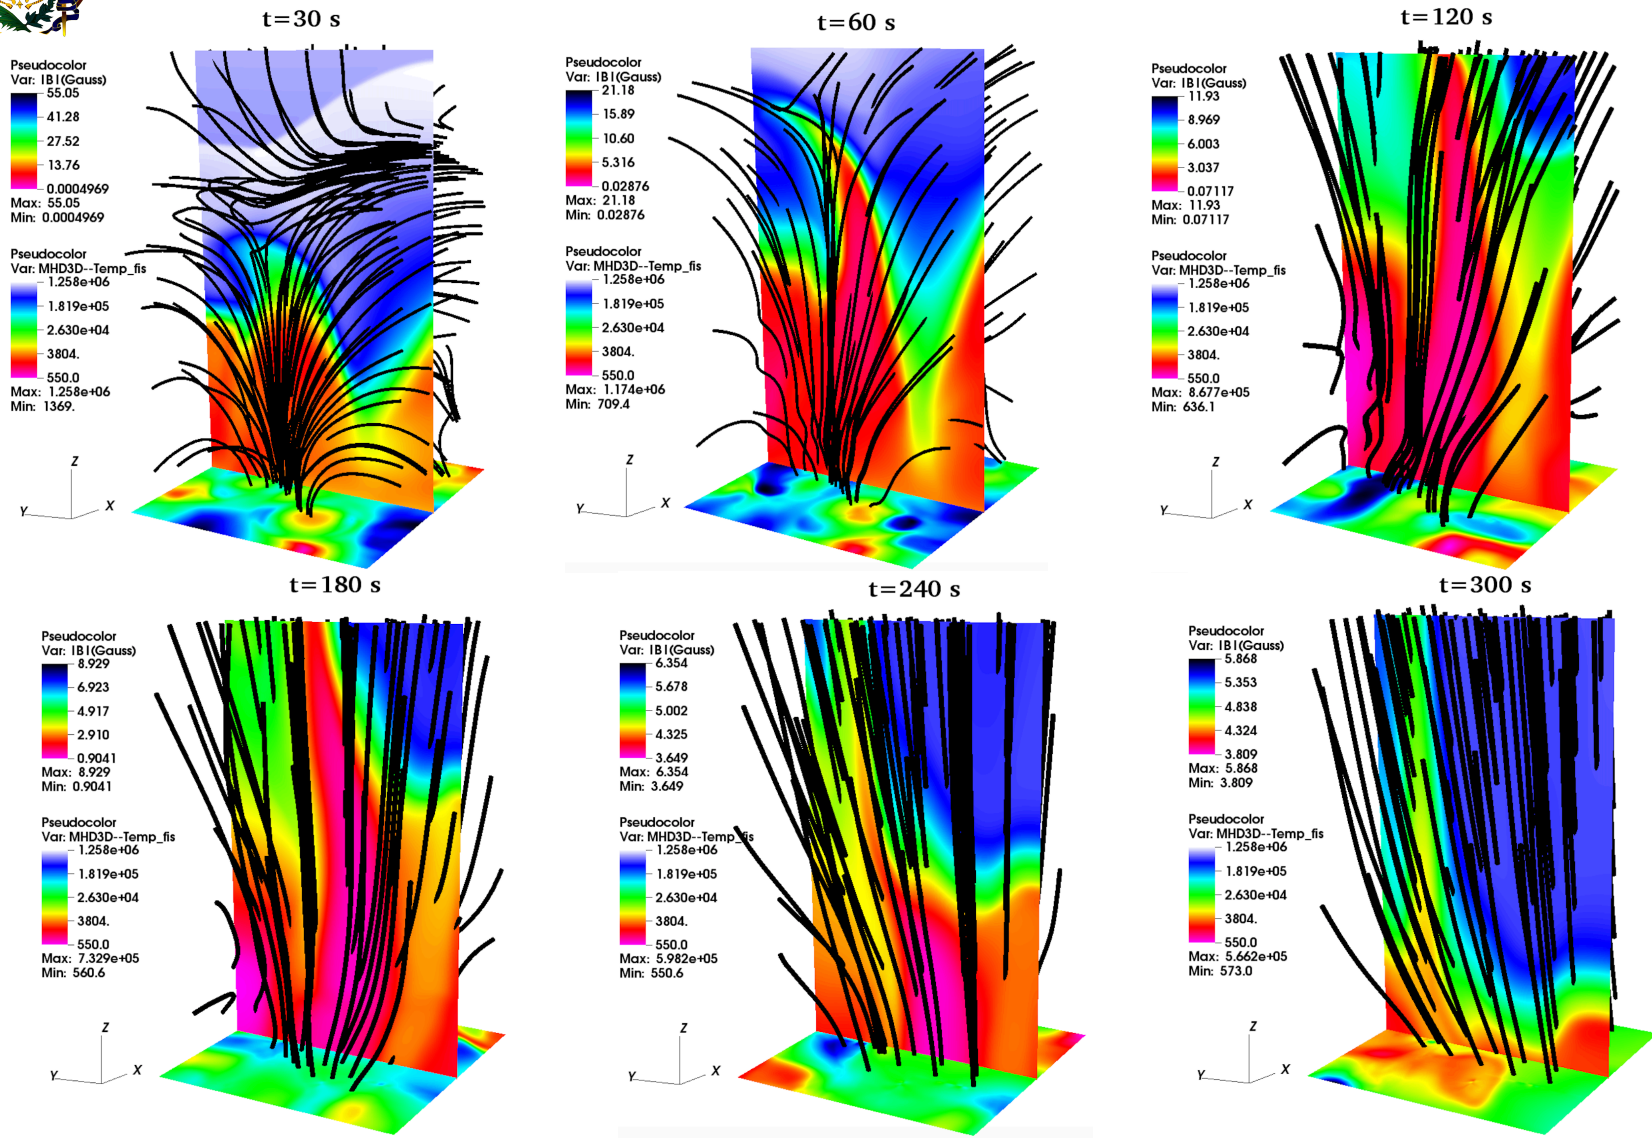 t=30 s
Pseudocolor
Var: IBI(Gauss)
55.05
41.28
27.52
13.76
0.0004969
Max: 55.05
Min: 0.0004969
Pseudocolor
Var: MHD3D--Temp_fis
1.258e+06
1.819e+05
2.630e+04
3804.
550.0
Max: 1.258e+06
Min: 1369.
Z
Y
X
t=60 s
Pseudocolor
Var: IBI(Gauss)
21.18
15.89
10.60
5.316
0.02876
Max: 21.18
Min: 0.02876
Pseudocolor
Var: MHD3D--Temp_fis
1.258e+06
1.819e+05
2.630e+04
3804.
550.0
Max: 1.174e+06
Min: 709.4
Z
Y
X
t=120 s
Pseudocolor
Var: IBI(Gauss)
11.93
8.969
6.003
3.037
0.07117
Max: 11.93
Min: 0.07117
Pseudocolor
Var: MHD3D--Temp_fis
1.258e+06
1.819e+05
2.630e+04
3804.
550.0
Max: 8.677e+05
Min: 636.1
Z
Y
X
t=180 s
Pseudocolor
Var: IBI(Gauss)
8.929
6.923
4.917
2.910
0.9041
Max: 8.929
Min: 0.9041
Pseudocolor
Var: MHD3D--Temp_fis
1.258e+06
1.819e+05
2.630e+04
3804.
550.0
Max: 7.329e+05
Min: 560.6
Z
Y
X
t=240 s
Pseudocolor
Var: IBI(Gauss)
6.354
5.678
5.002
4.325
3.649
Max: 6.354
Min: 3.649
Pseudocolor
Var: MHD3D--Temp_fis
1.258e+06
1.819e+05
2.630e+04
3804.
550.0
Max: 5.982e+05
Min: 550.6
Z
Y
X
t=300 s
Pseudocolor
Var: IBI(Gauss)
5.868
5.353
4.838
4.324
3.809
Max: 5.868
Min: 3.809
Pseudocolor
Var: MHD3D--Temp_fis
1.258e+06
1.819e+05
2.630e+04
3804.
550.0
Max: 5.662e+05
Min: 573.0
Z
Y
X